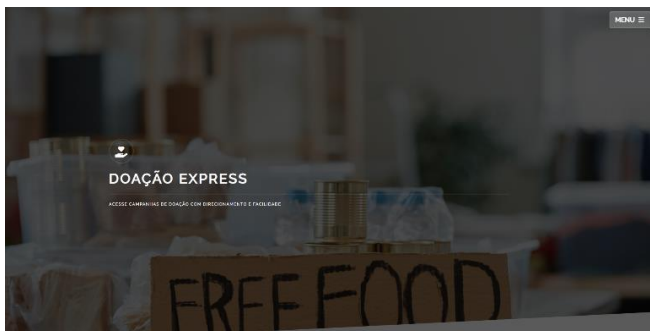 MENU ☰
DOAÇÃO EXPRESS
ACESSE CAMPANHAS DE DOAÇÃO COM DIRECIONAMENTO E FACILIDADE
FREE FOOD